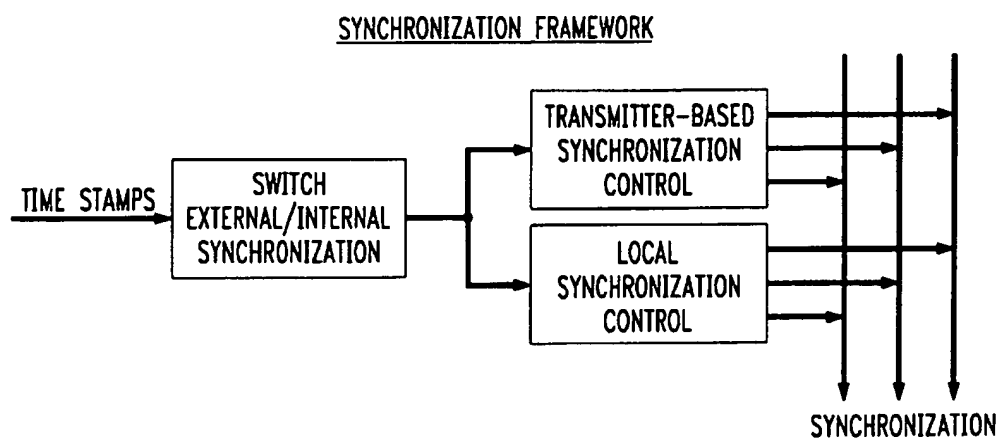 SYNCHRONIZATION FRAMEWORK
TIME STAMPS
SWITCH
EXTERNAL/INTERNAL
SYNCHRONIZATION
TRANSMITTER-BASED
SYNCHRONIZATION
CONTROL
LOCAL
SYNCHRONIZATION
CONTROL
SYNCHRONIZATION